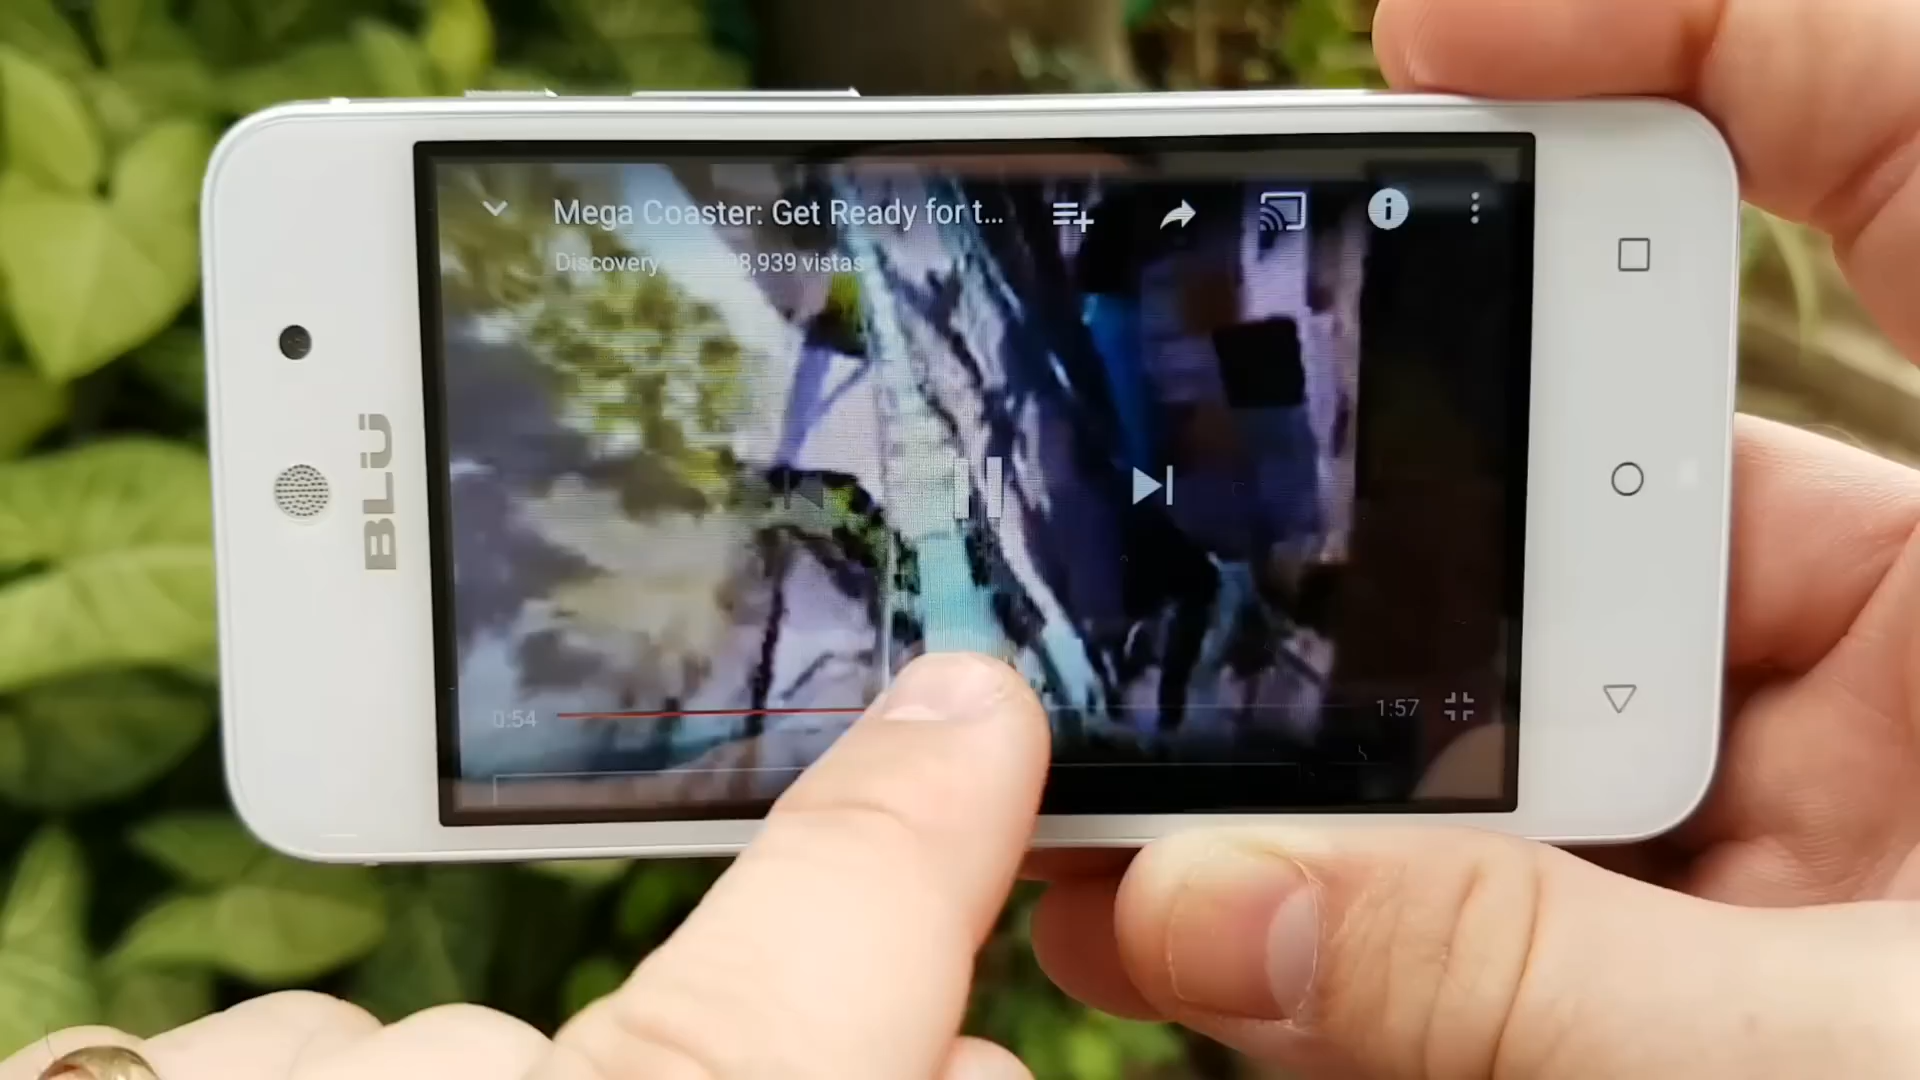 Mega Coaster: Get Ready for t...
Discovery 8,939 vistas
BLU
0:54
1:57